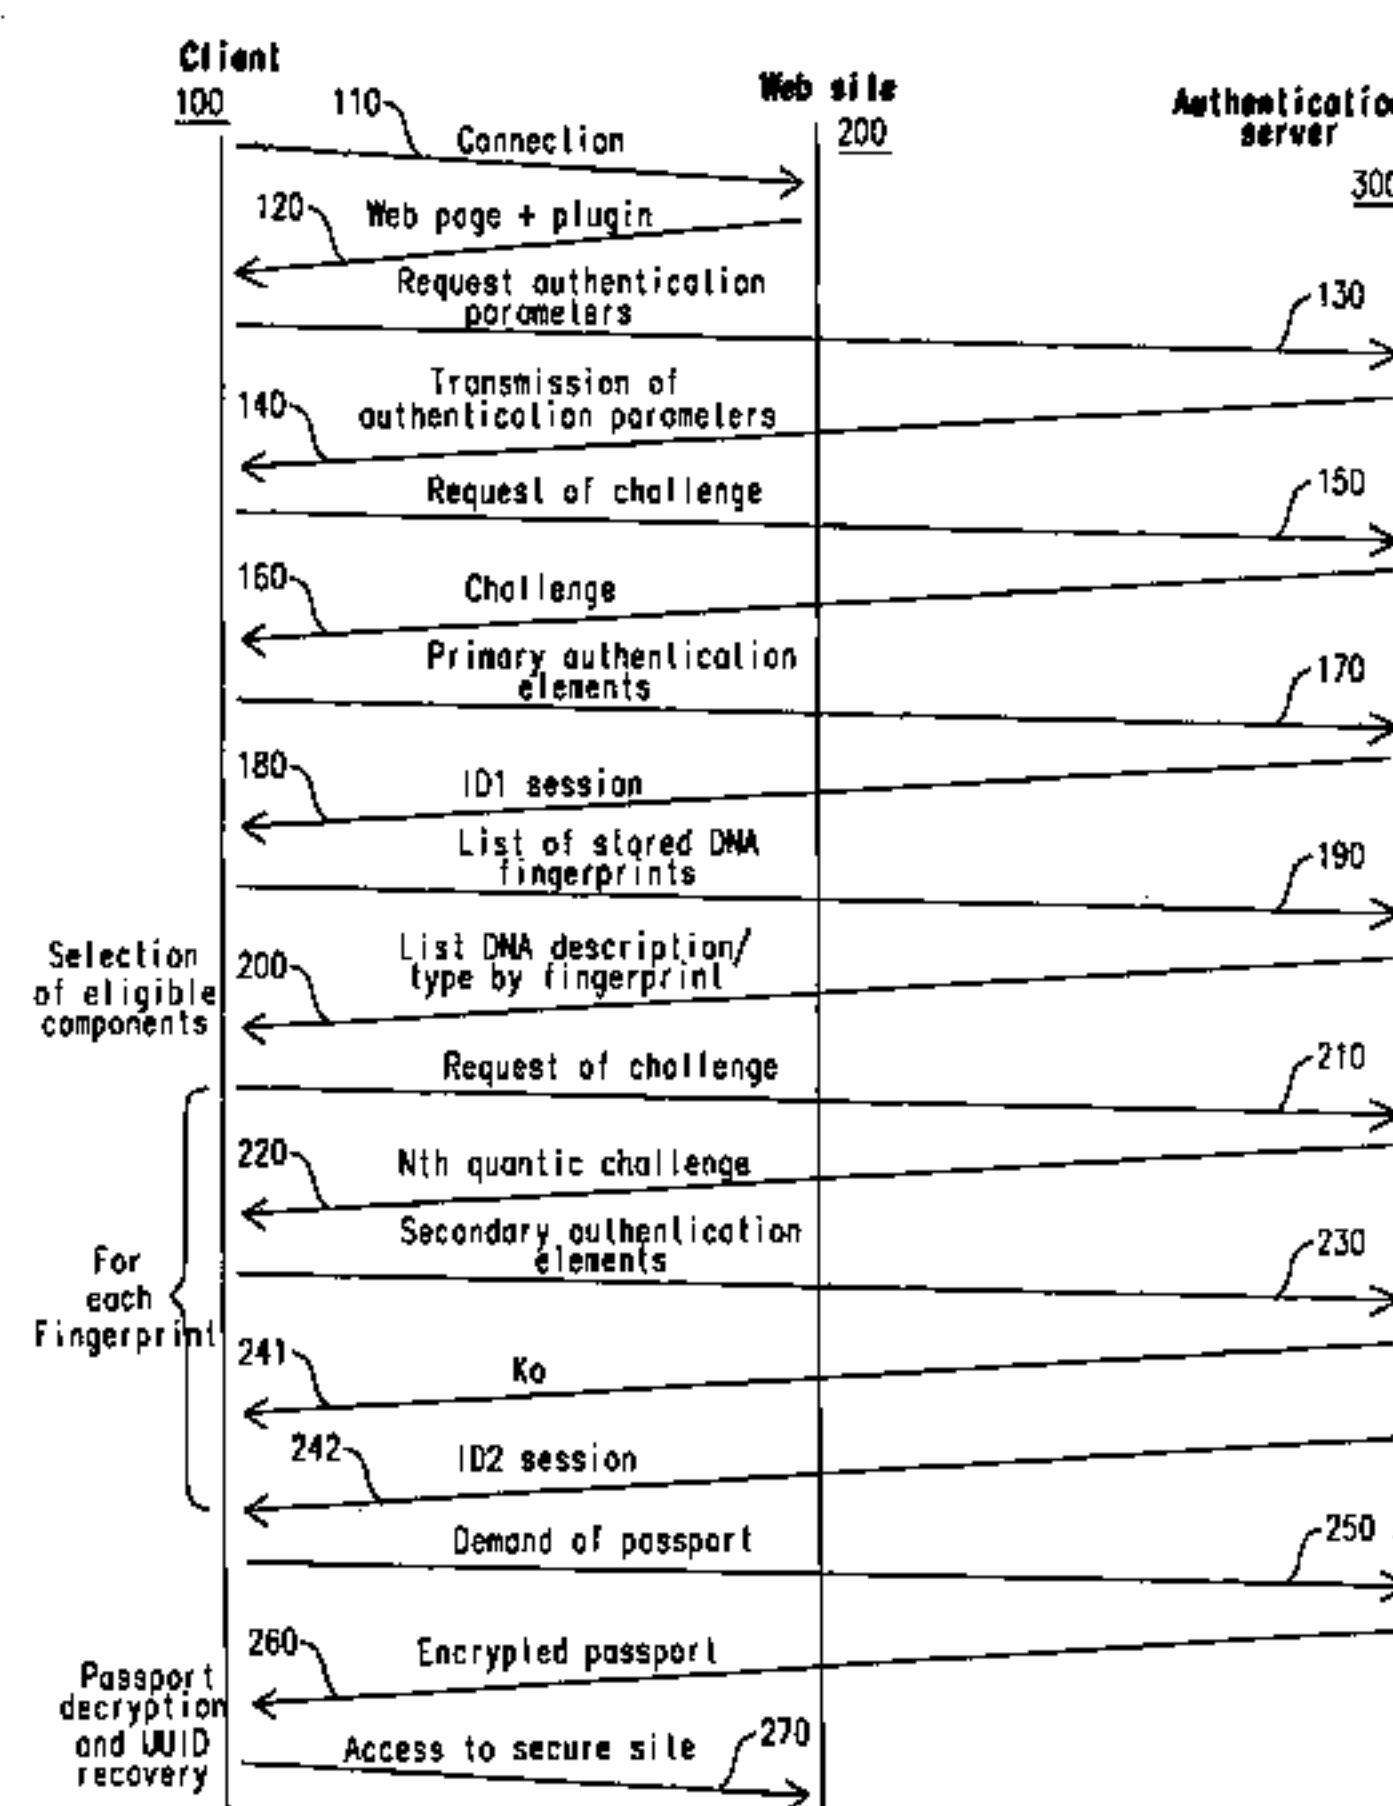 Client
100
110
Connection
Web site
200
Authentication
server
300
120
Web page + plugin
Request authentication
parameters
130
Transmission of
140
authentication parameters
Request of challenge
150
160
Challenge
Primary authentication
elements
170
180
ID1 session
List of stored DNA
fingerprints
190
Selection
of eligible
components
200
List DNA description/
type by fingerprint
Request of challenge
210
220
Nth quantic challenge
Secondary authentication
elements
230
For
each
Fingerprint
241
Ko
242
ID2 session
Demand of passport
250
260
Encrypted passport
Passport
decryption
and UUID
recovery
Access to secure site
270